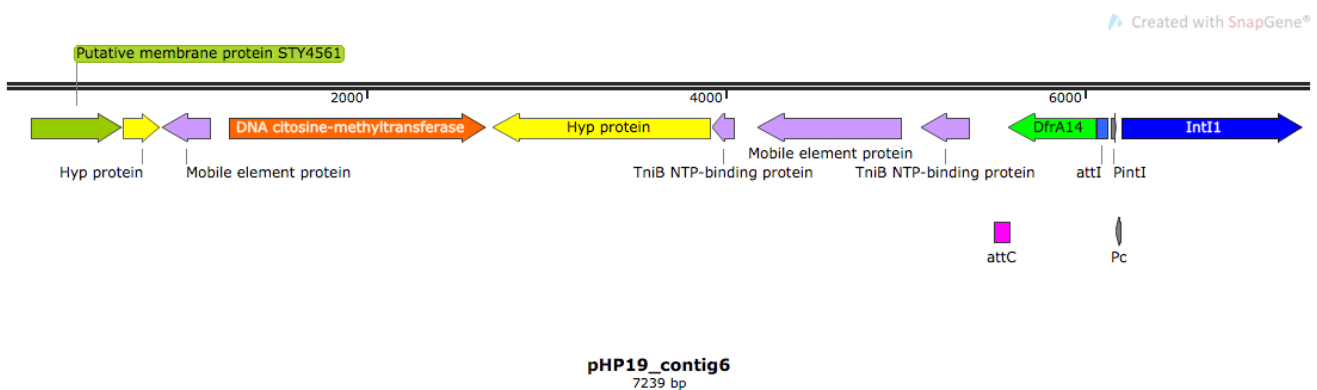 Created with SnapGene®
Putative membrane protein STY4561
2000
4000
6000
DNA citosine-methyltransferase
Hyp protein
DfrA14
IntI1
Mobile element protein
Hyp protein
Mobile element protein
TniB NTP-binding protein
TniB NTP-binding protein
attI
PintI
attC
Pc
pHP19_contig6
7239 bp